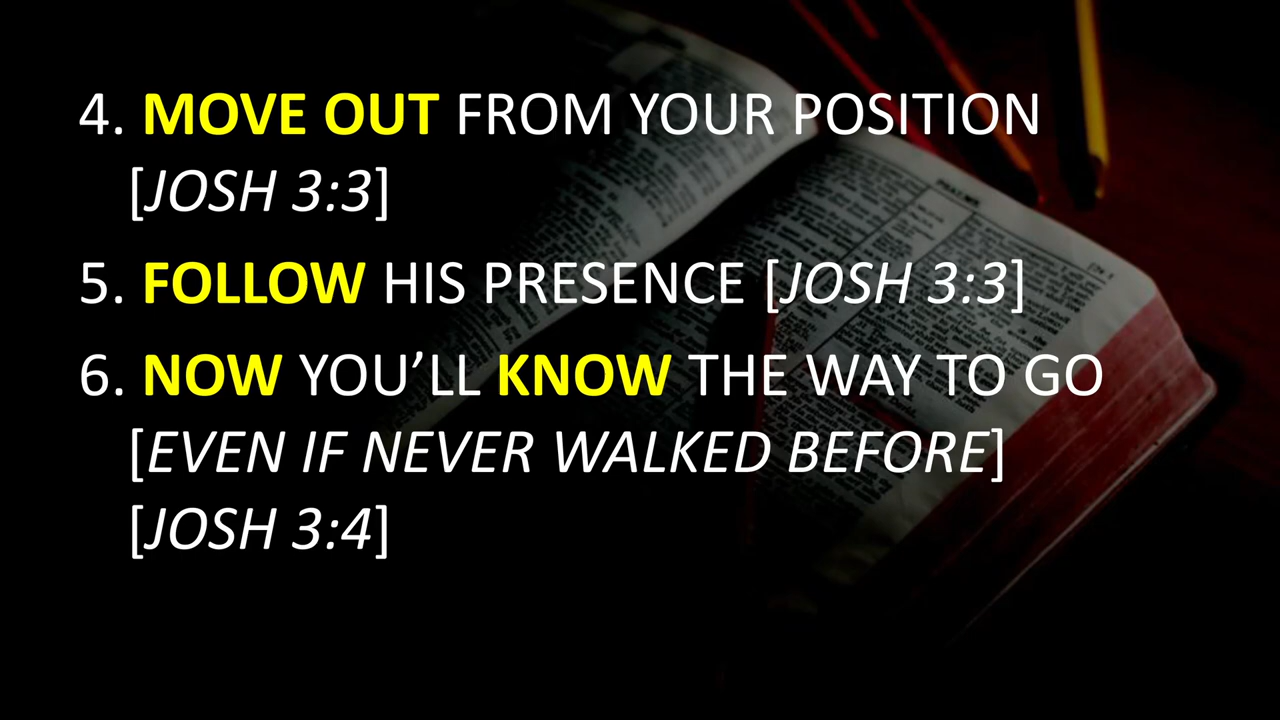 4. MOVE OUT FROM YOUR POSITION
[JOSH 3:3]
5. FOLLOW HIS PRESENCE [JOSH 3:3]
6. NOW YOU’LL KNOW THE WAY TO GO
[EVEN IF NEVER WALKED BEFORE]
[JOSH 3:4]